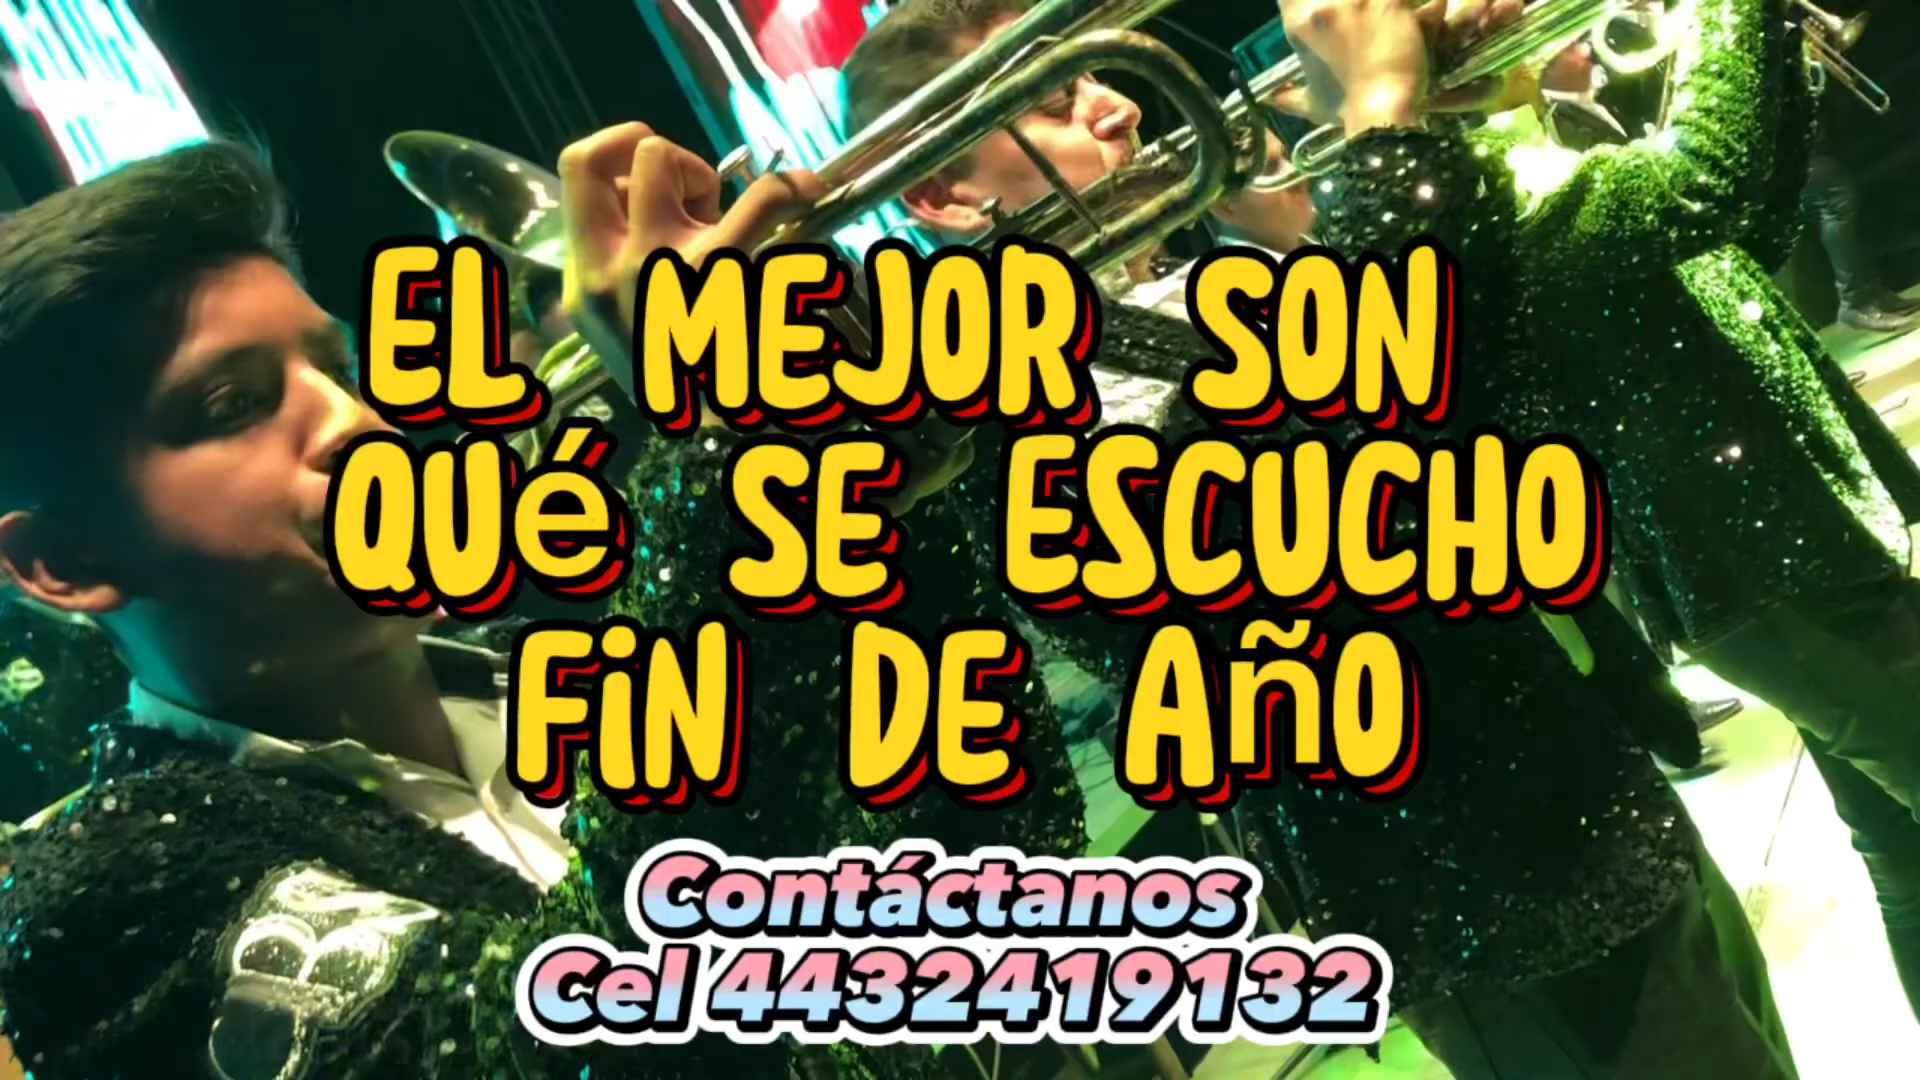 EL MEJOR SON
QUé SE ESCUCHO
FiN DE AñO
Contáctanos
Cel 4432419132